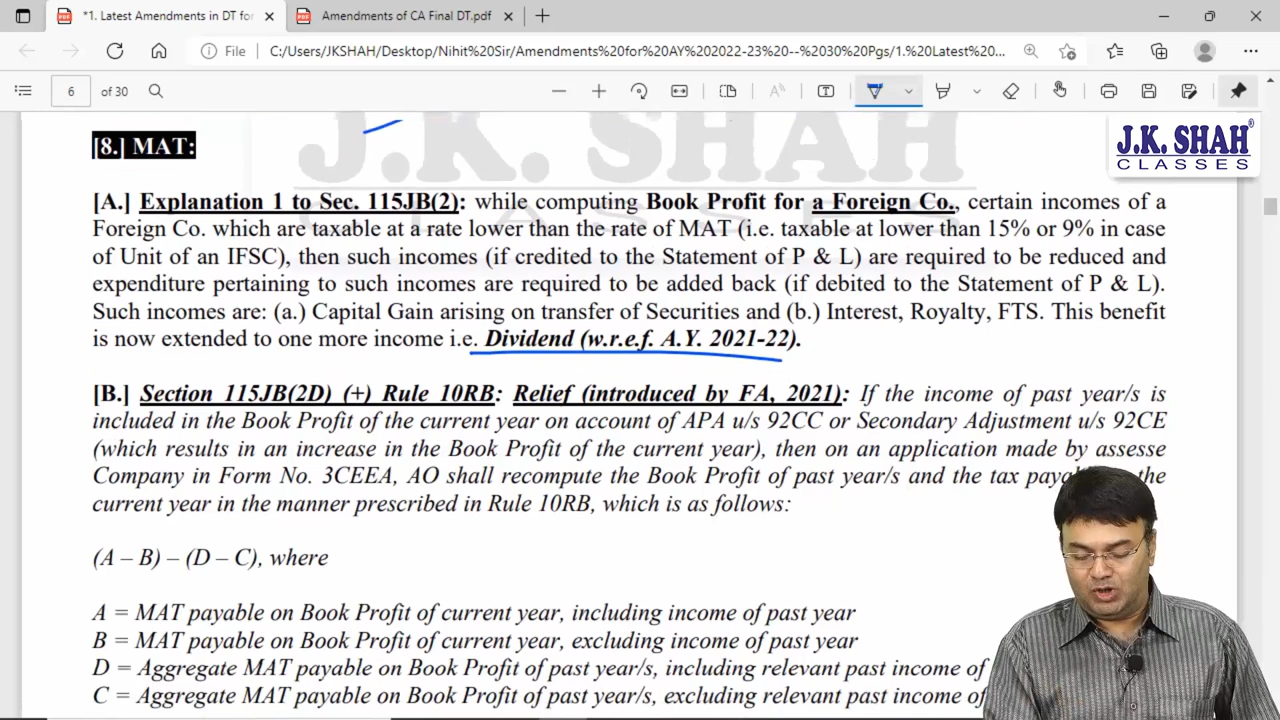 *1. Latest Amendments in DT for
Amendments of CA Final DT.pdf
File
C:/Users/JKSHAH/Desktop/Nihit%20Sir/Amendments%20for%20AY%202022-23%20--%2030%20Pgs/1.%20Latest%20...
6 of 30
J.K. SHAH
CLASSES
J.K. SHAH®
CLASSES
[8.] MAT:
[A.] Explanation 1 to Sec. 115JB(2): while computing Book Profit for a Foreign Co., certain incomes of a
Foreign Co. which are taxable at a rate lower than the rate of MAT (i.e. taxable at lower than 15% or 9% in case
of Unit of an IFSC), then such incomes (if credited to the Statement of P & L) are required to be reduced and
expenditure pertaining to such incomes are required to be added back (if debited to the Statement of P & L).
Such incomes are: (a.) Capital Gain arising on transfer of Securities and (b.) Interest, Royalty, FTS. This benefit
is now extended to one more income i.e. Dividend (w.r.e.f. A.Y. 2021-22).
[B.] Section 115JB(2D) (+) Rule 10RB: Relief (introduced by FA, 2021): If the income of past year/s is
included in the Book Profit of the current year on account of APA u/s 92CC or Secondary Adjustment u/s 92CE
(which results in an increase in the Book Profit of the current year), then on an application made by assesse
Company in Form No. 3CEEA, AO shall recompute the Book Profit of past year/s and the tax the
current year in the manner prescribed in Rule 10RB, which is as follows:
(A – B) – (D – C), where
A = MAT payable on Book Profit of current year, including income of past year
B = MAT payable on Book Profit of current year, excluding income of past year
D = Aggregate MAT payable on Book Profit of past year/s, including relevant past income of
C = Aggregate MAT payable on Book Profit of past year/s, excluding relevant past income of